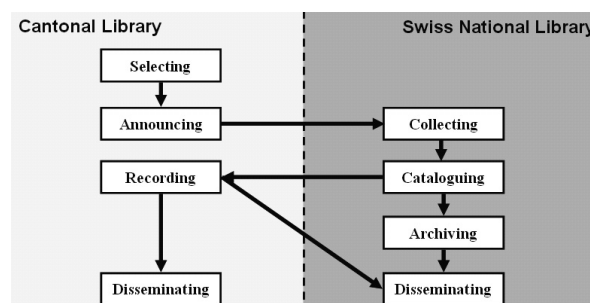 Cantonal Library
Swiss National Library
Selecting
Announcing
Collecting
Recording
Cataloguing
Archiving
Disseminating
Disseminating